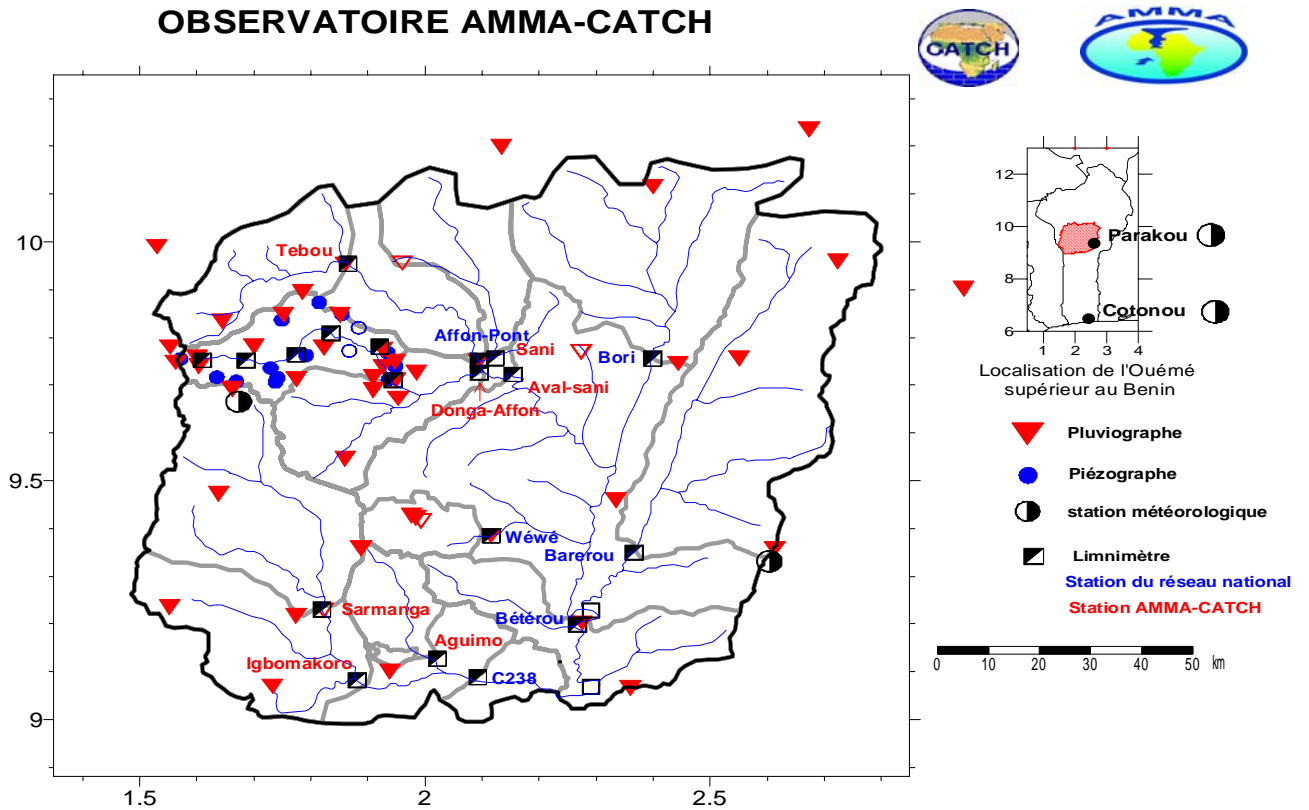 OBSERVATOIRE AMMA-CATCH
CATCH
AMMA
10
9.5
9
1.5
2
2.5
Tebou
Affon-Pont
Sani
Bori
Aval-sani
Donga-Affon
Wéwé
Barerou
Sarmanga
Bétérou
Aguimo
Igbomakoro
C238
12
10
8
6
1
2
3
4
Parakou
Cotonou
Localisation de l'Ouémé
supérieur au Benin
Pluviographe
Piézographe
station météorologique
Limnimètre
Station du réseau national
Station AMMA-CATCH
0 10 20 30 40 50 km